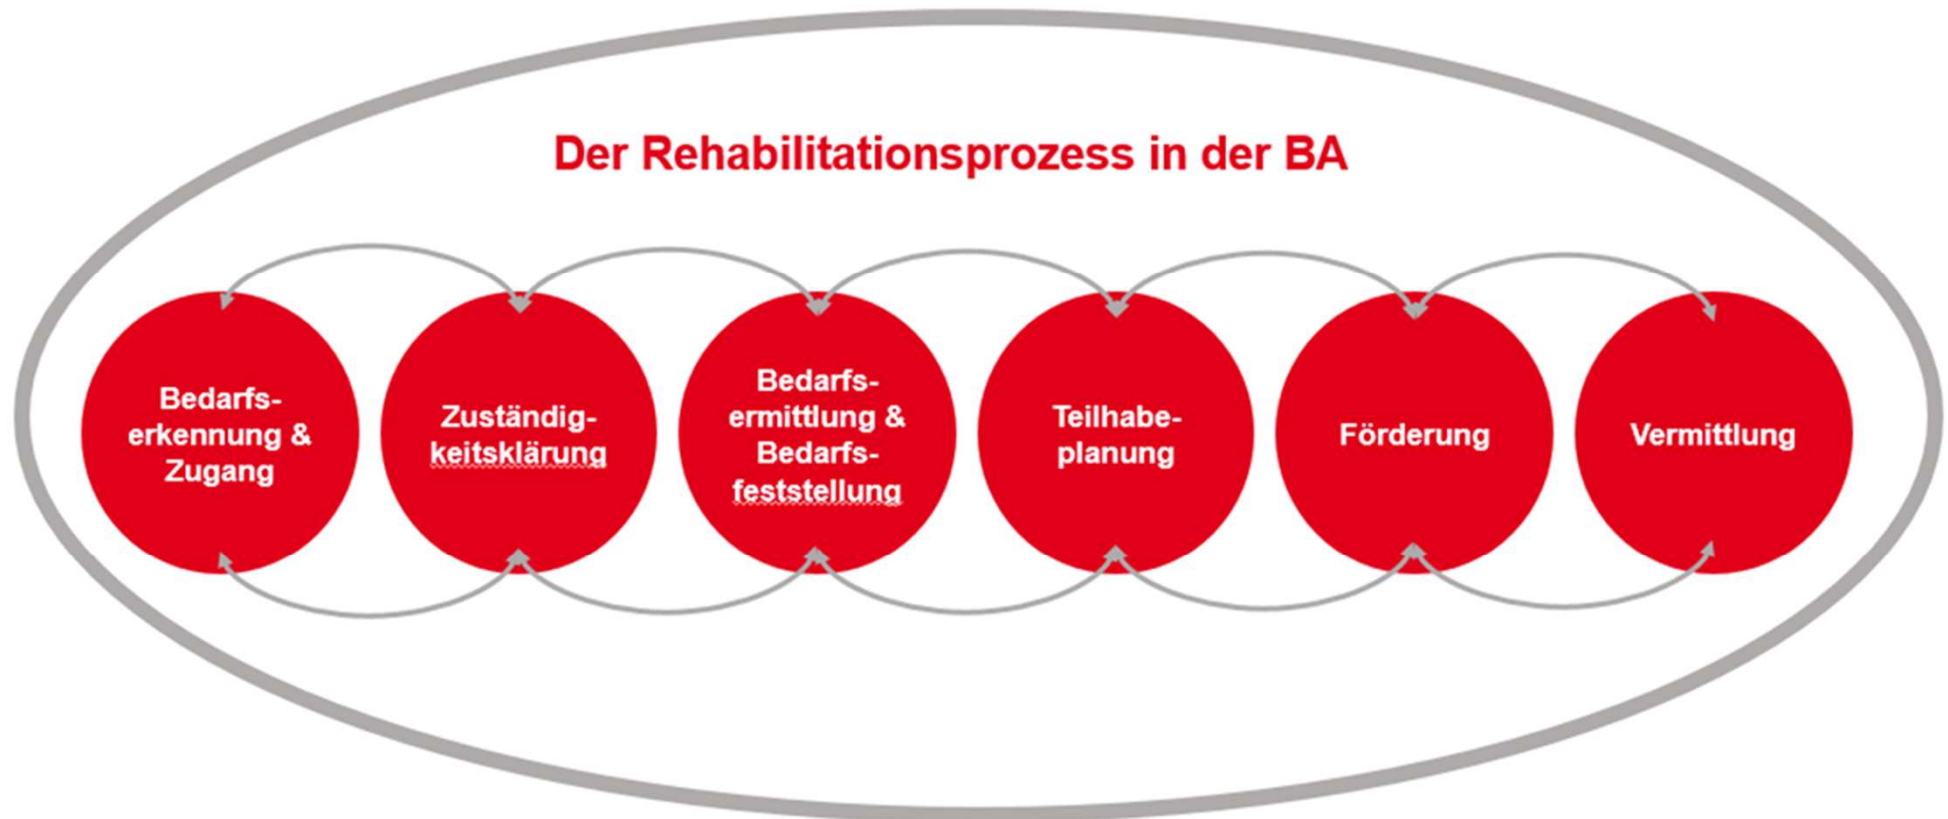 Der Rehabilitationsprozess in der BA
Bedarfs-
erkennung &
Zugang
Zuständig-
keitsklärung
Bedarfs-
ermittlung &
Bedarfs-
feststellung
Teilhabe-
planung
Förderung
Vermittlung